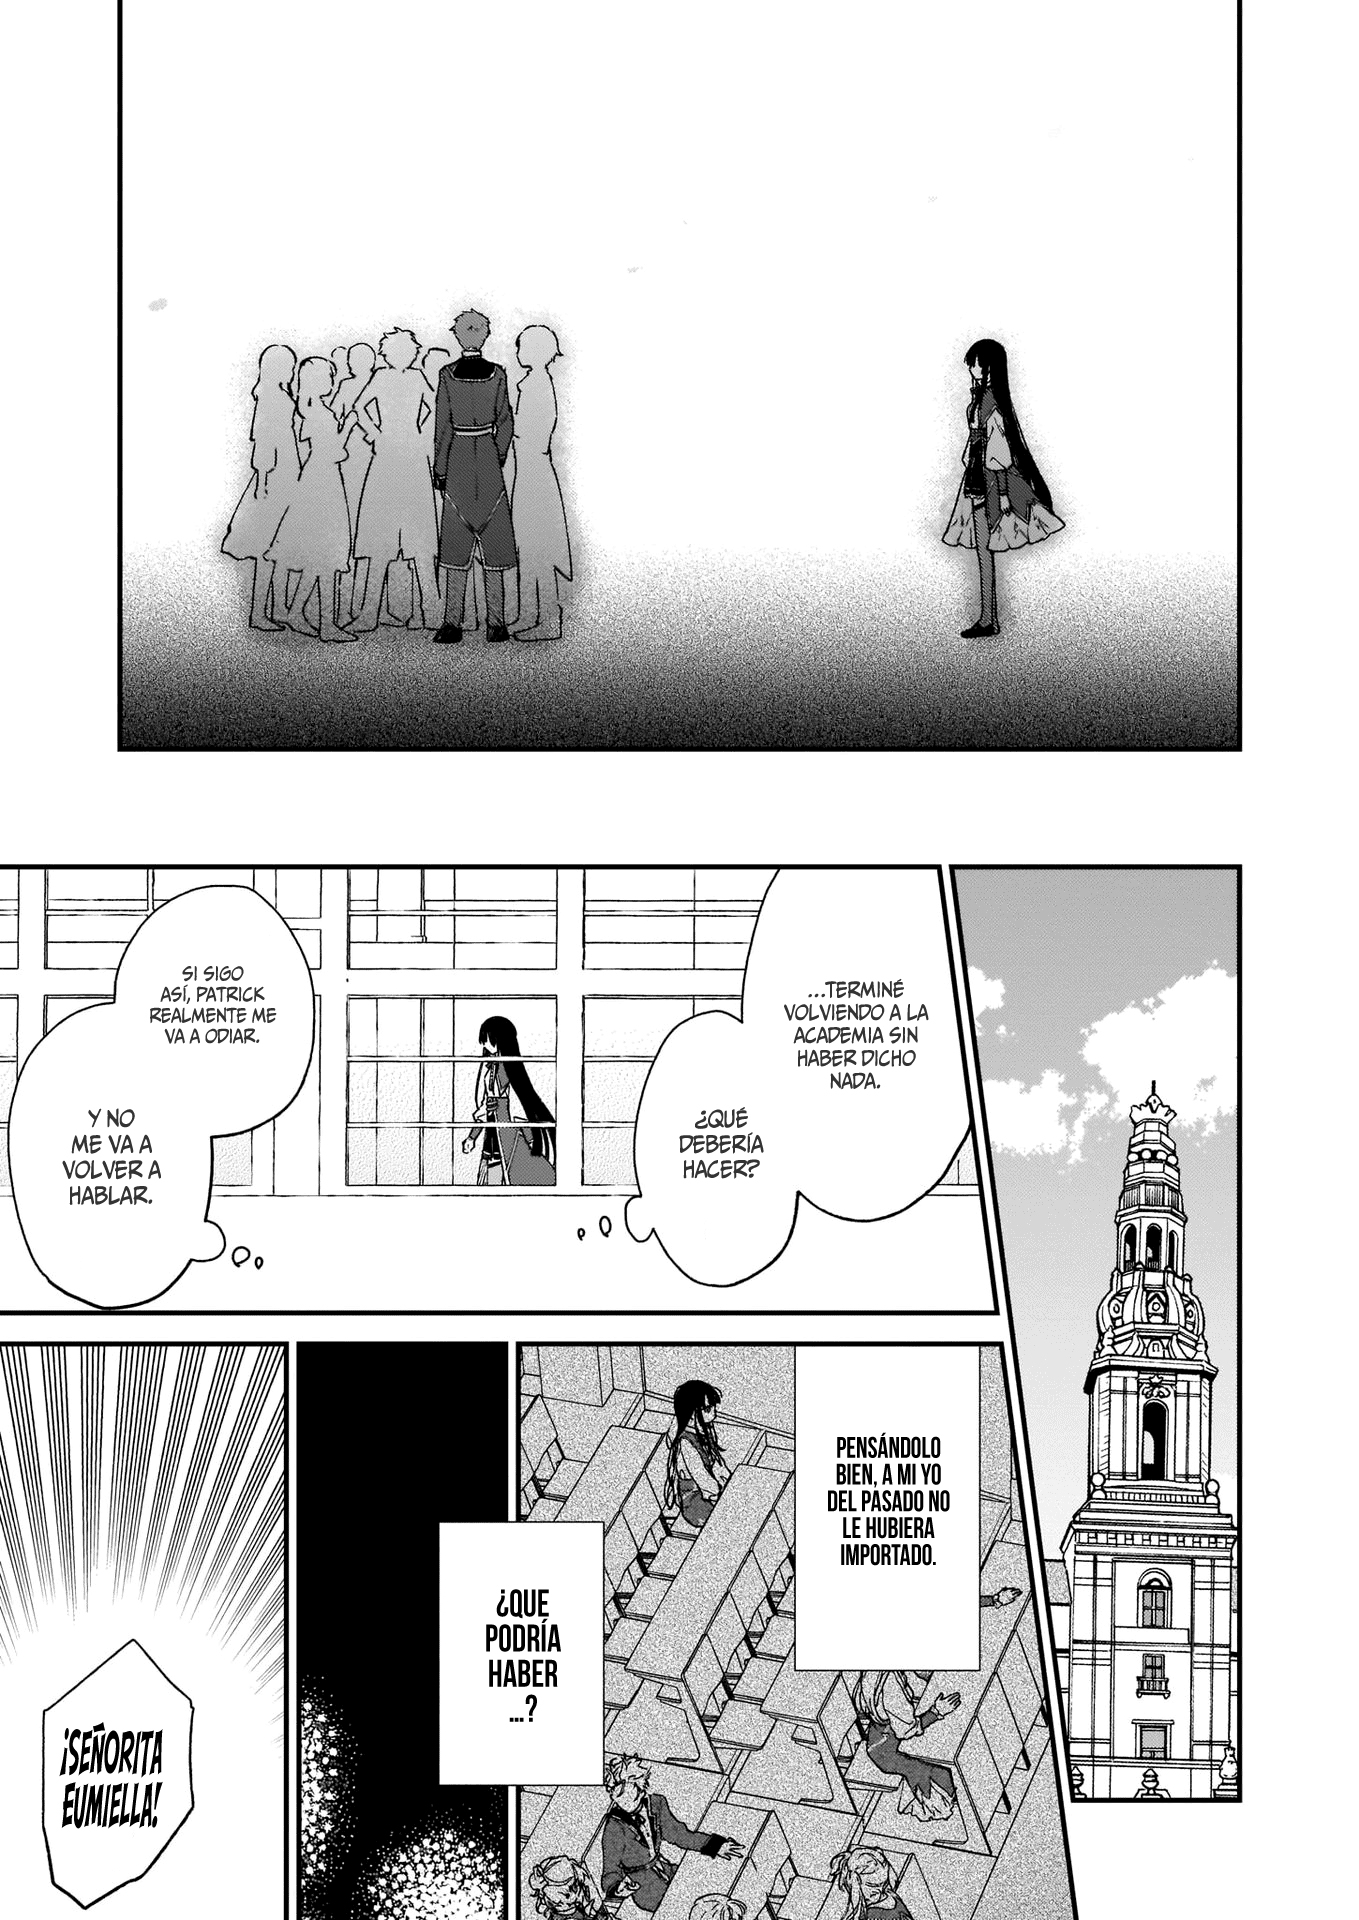 ...TERMINÉ
VOLVIENDO A LA
ACADEMIA SIN
HABER DICHO
NADA.
¿QUÉ
DEBERÍA
HACER?
SI SIGO
ASÍ, PATRICK
REALMENTE ME
VA A ODIAR.
Y NO
ME VA A
VOLVER A
HABLAR.
PENSÁNDOLO
BIEN, A MI YO
DEL PASADO NO
LE HUBIERA
IMPORTADO.
¿QUE
PODRÍA
HABER
...?
¡SEÑORITA
EUMIELLA!